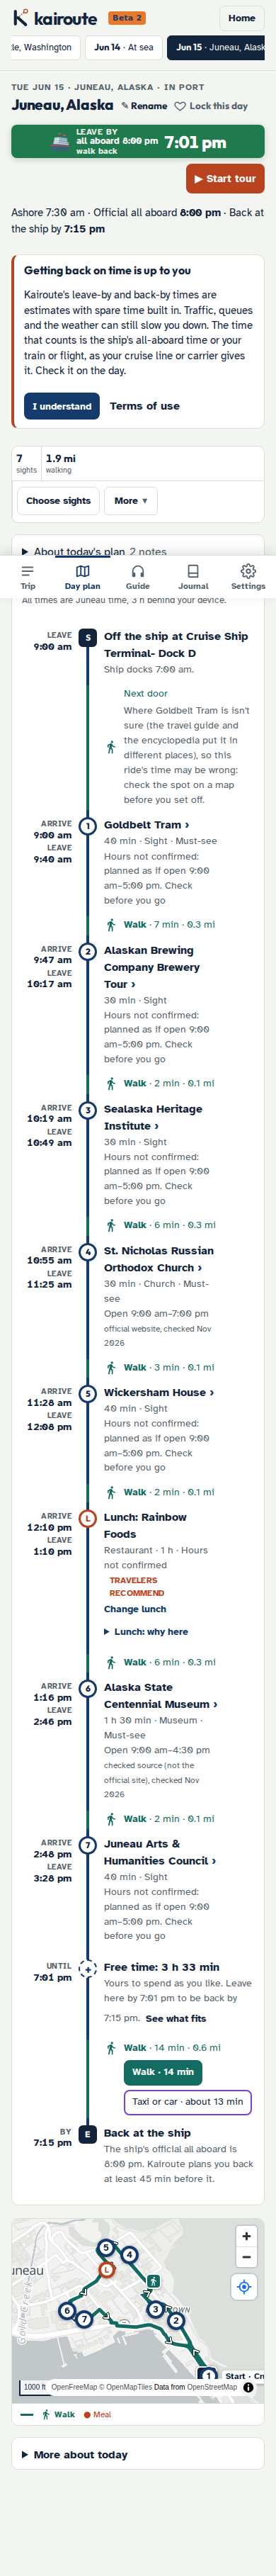 kairoute Beta 2 Home
tle, Washington Jun 14 · At sea Jun 15 · Juneau, Alask
TUE JUN 15 · JUNEAU, ALASKA · IN PORT
Juneau, Alaska ✎ Rename Lock this day
LEAVE BY
all aboard 8:00 pm 7:01 pm
walk back
▶ Start tour
Ashore 7:30 am · Official all aboard 8:00 pm · Back at
the ship by 7:15 pm
Getting back on time is up to you
Kairoute's leave-by and back-by times are
estimates with spare time built in. Traffic, queues
and the weather can still slow you down. The time
that counts is the ship's all-aboard time or your
train or flight, as your cruise line or carrier gives
it. Check it on the day.
I understand Terms of use
7 1.9 mi
sights walking
Choose sights More ▼
▶ About today's plan 2 notes
Trip Day plan Guide Journal Settings
All times are Juneau time, 3 h behind your device.
LEAVE S Off the ship at Cruise Ship
9:00 am Terminal- Dock D
Ship docks 7:00 am.
Next door
Where Goldbelt Tram is isn't
sure (the travel guide and
the encyclopedia put it in
different places), so this
ride's time may be wrong:
check the spot on a map
before you set off.
ARRIVE 1 Goldbelt Tram ›
9:00 am
LEAVE 40 min · Sight · Must-see
9:40 am Hours not confirmed:
planned as if open 9:00
am–5:00 pm. Check
before you go
Walk · 7 min · 0.3 mi
ARRIVE 2 Alaskan Brewing
9:47 am Company Brewery
LEAVE Tour ›
10:17 am
30 min · Sight
Hours not confirmed:
planned as if open 9:00
am–5:00 pm. Check
before you go
Walk · 2 min · 0.1 mi
ARRIVE 3 Sealaska Heritage
10:19 am Institute ›
LEAVE
10:49 am 30 min · Sight
Hours not confirmed:
planned as if open 9:00
am–5:00 pm. Check
before you go
Walk · 6 min · 0.3 mi
ARRIVE 4 St. Nicholas Russian
10:55 am Orthodox Church ›
LEAVE
11:25 am 30 min · Church · Must-
see
Open 9:00 am–7:00 pm
official website, checked Nov
2026
Walk · 3 min · 0.1 mi
ARRIVE 5 Wickersham House ›
11:28 am
LEAVE 40 min · Sight
12:08 pm Hours not confirmed:
planned as if open 9:00
am–5:00 pm. Check
before you go
Walk · 2 min · 0.1 mi
ARRIVE L Lunch: Rainbow
12:10 pm Foods
LEAVE
1:10 pm Restaurant · 1 h · Hours
not confirmed
TRAVELERS
RECOMMEND
Change lunch
▶ Lunch: why here
Walk · 6 min · 0.3 mi
ARRIVE 6 Alaska State
1:16 pm Centennial Museum ›
LEAVE
2:46 pm 1 h 30 min · Museum ·
Must-see
Open 9:00 am–4:30 pm
checked source (not the
official site), checked Nov
2026
Walk · 2 min · 0.1 mi
ARRIVE 7 Juneau Arts &
2:48 pm Humanities Council ›
LEAVE
3:28 pm 40 min · Sight
Hours not confirmed:
planned as if open 9:00
am–5:00 pm. Check
before you go
UNTIL + Free time: 3 h 33 min
7:01 pm
Yours to spend as you like. Leave
here by 7:01 pm to be back by
7:15 pm. See what fits
Walk · 14 min · 0.6 mi
Walk · 14 min
Taxi or car · about 13 min
BY E Back at the ship
7:15 pm
The ship's official all aboard is
8:00 pm. Kairoute plans you back
at least 45 min before it.
5 4 L 3 2 6 7
uneau
Gold Creek
1 Start · Cr
1000 ft OpenFreeMap © OpenMapTiles Data from OpenStreetMap
Walk Meal
▶ More about today